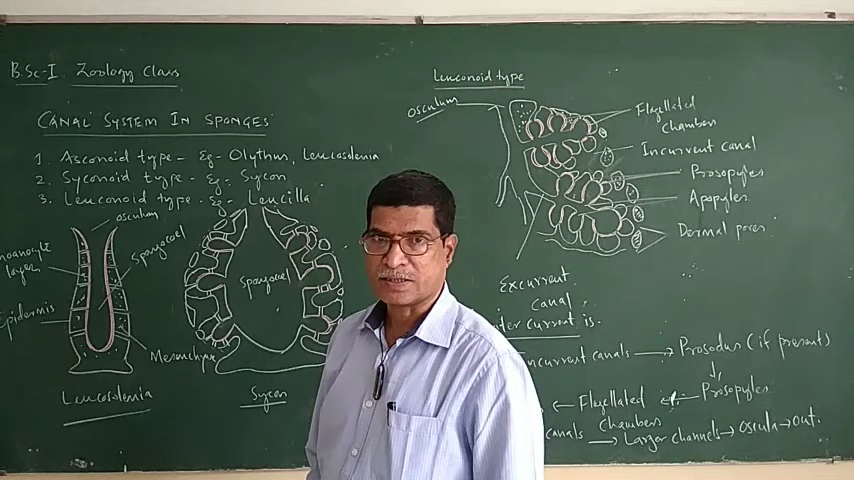 B.Sc-I. Zoology Class
CANAL SYSTEM IN SPONGES
1. Asconoid type - Eg- Olynthus, Leucosolenia
2. Syconoid type - Eg- Sycon
3. Leuconoid type - Eg- Leucilla
osculum
Spongocoel
layer
Epidermis
Mesenchyme
Leucosolenia
Spongocoel
Sycon
Leuconoid type
Osculum
Flagellated
chambers
Incurrent canal
Prosopyles
Apopyles
Dermal pores
Excurrent
canal
current is.
Incurrent canals → Prosodus (if present)
↓
← Flagellated ← Prosopyles
Chambers
canals → Larger channels → Oscula → out.